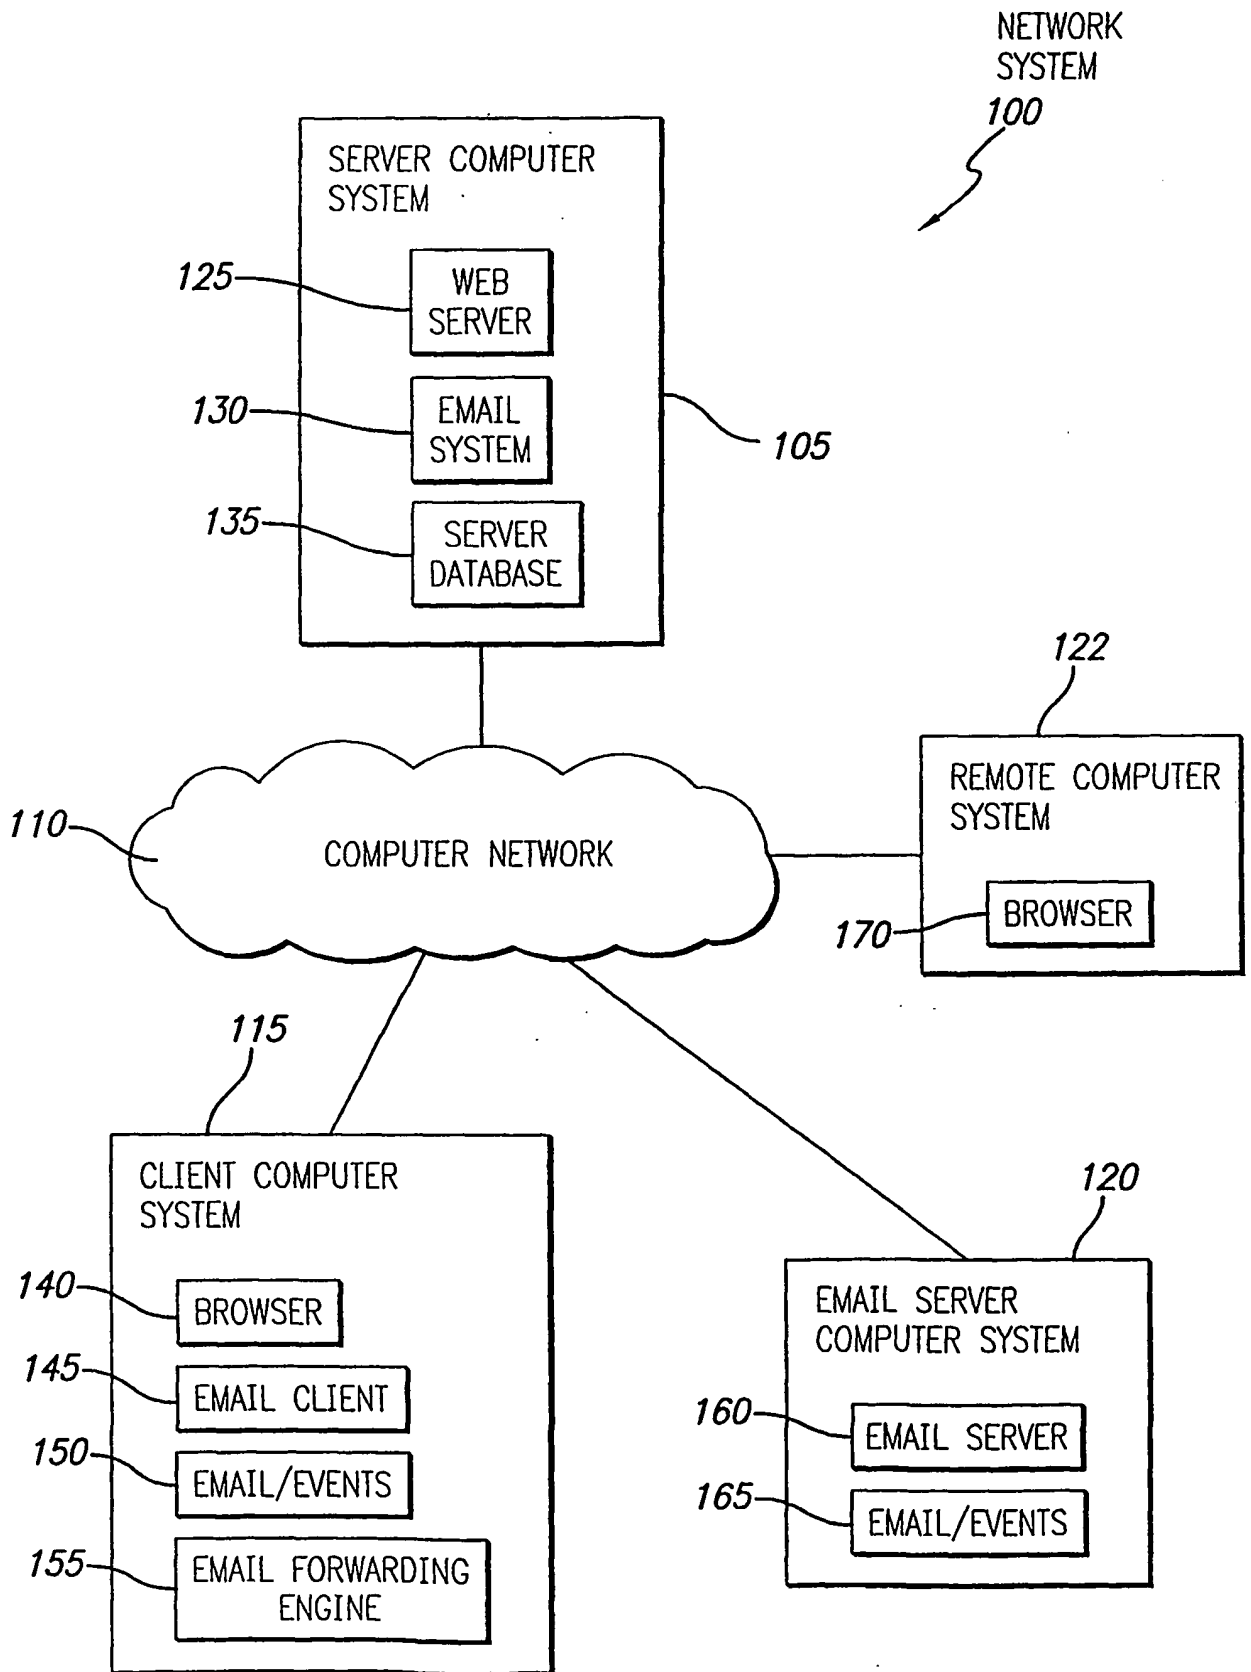 NETWORK
SYSTEM
100
SERVER COMPUTER
SYSTEM
125
WEB
SERVER
130
EMAIL
SYSTEM
105
135
SERVER
DATABASE
122
REMOTE COMPUTER
SYSTEM
110
COMPUTER NETWORK
170
BROWSER
115
CLIENT COMPUTER
SYSTEM
120
140
BROWSER
EMAIL SERVER
COMPUTER SYSTEM
145
EMAIL CLIENT
160
EMAIL SERVER
150
EMAIL/EVENTS
165
EMAIL/EVENTS
155
EMAIL FORWARDING
ENGINE